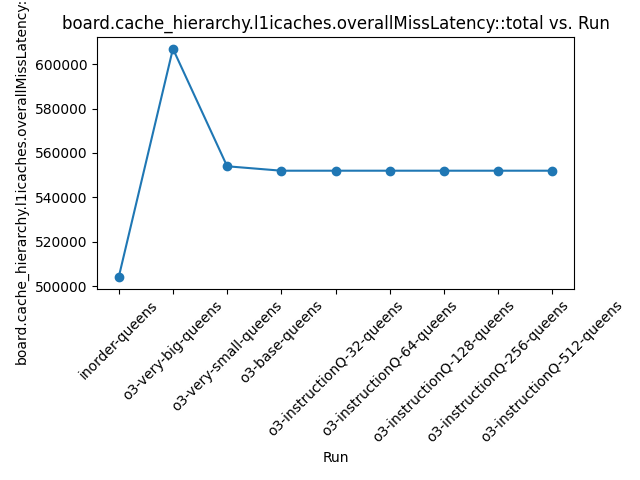 board.cache_hierarchy.l1icaches.overallMissLatency::total vs. Run
board.cache_hierarchy.l1icaches.overallMissLatency:
600000
580000
560000
540000
520000
500000
inorder-queens
o3-very-big-queens
o3-very-small-queens
o3-base-queens
o3-instructionQ-32-queens
o3-instructionQ-64-queens
o3-instructionQ-128-queens
o3-instructionQ-256-queens
o3-instructionQ-512-queens
Run